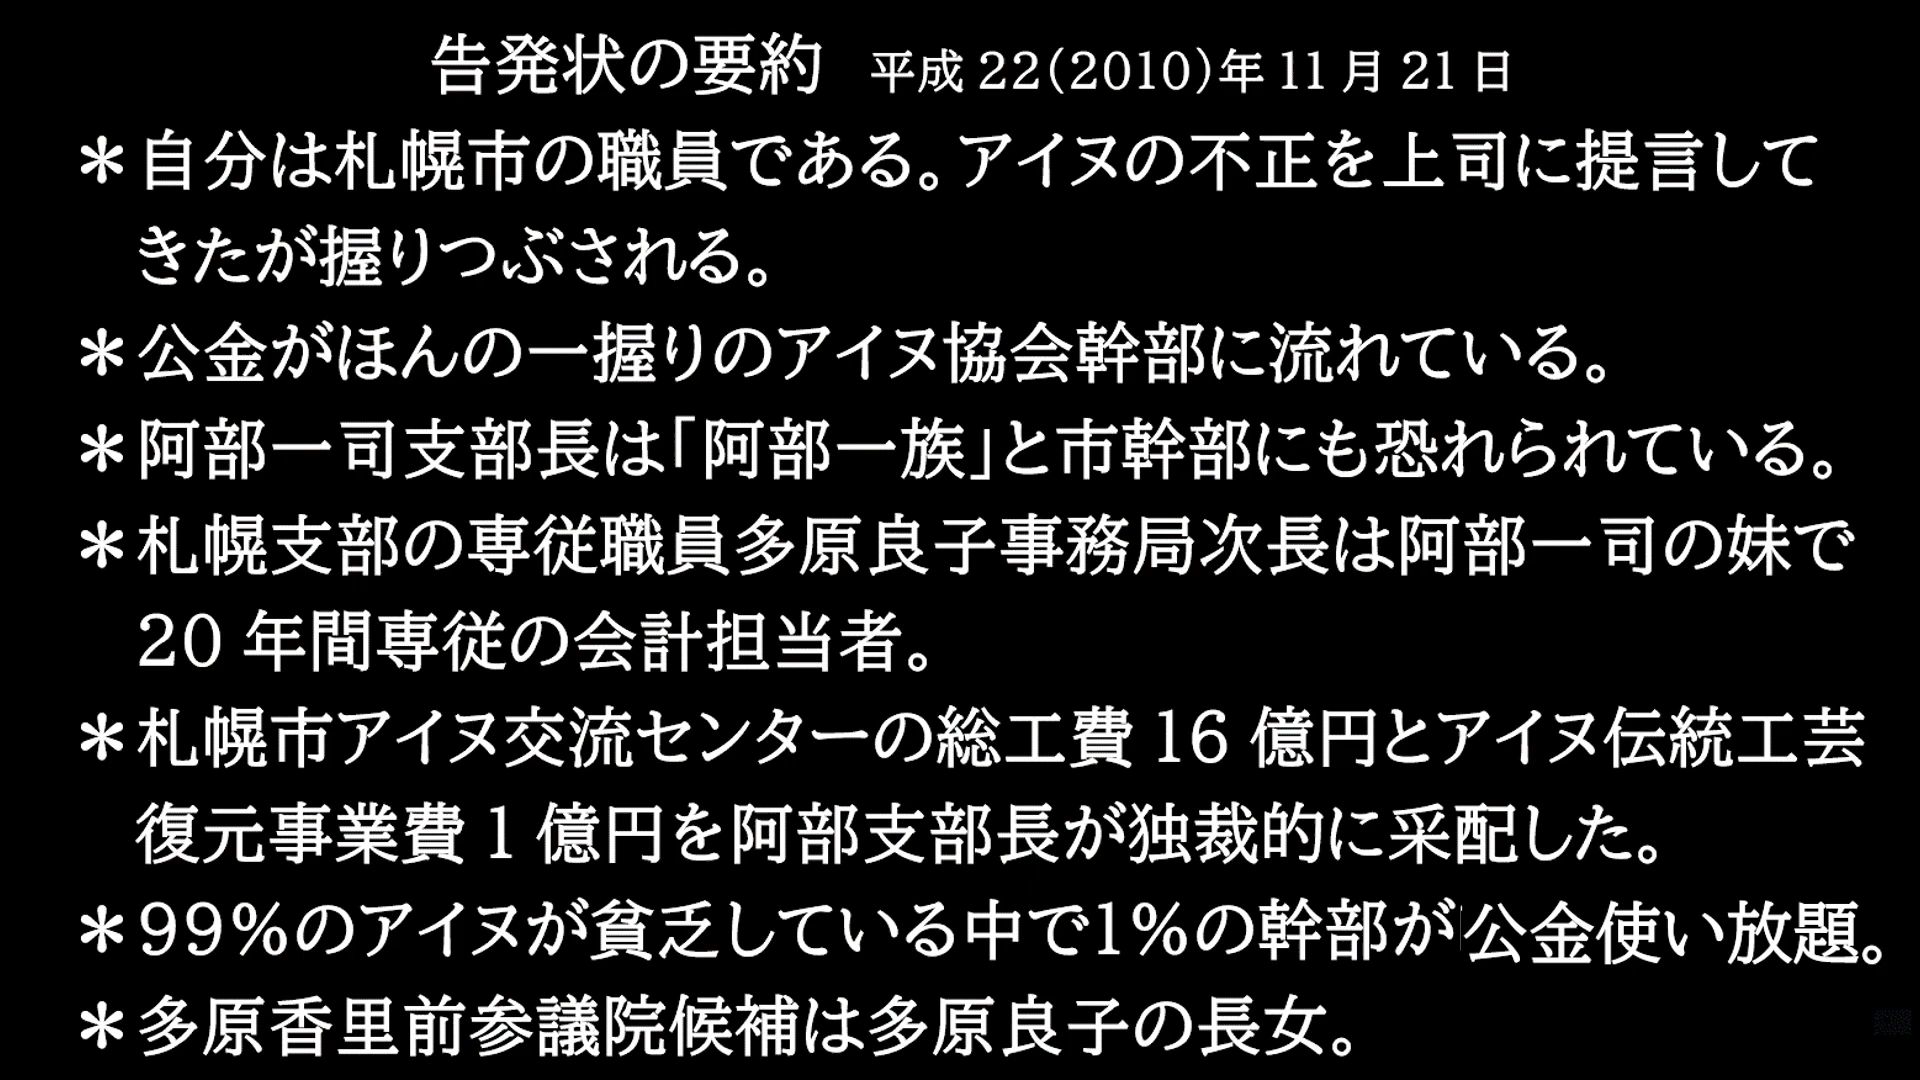 告発状の要約 平成22(2010)年11月21日
＊自分は札幌市の職員である。アイヌの不正を上司に提言して
きたが握りつぶされる。
＊公金がほんの一握りのアイヌ協会幹部に流れている。
＊阿部一司支部長は「阿部一族」と市幹部にも恐れられている。
＊札幌支部の専従職員多原良子事務局次長は阿部一司の妹で
20年間専従の会計担当者。
＊札幌市アイヌ交流センターの総工費16億円とアイヌ伝統工芸
復元事業費1億円を阿部支部長が独裁的に采配した。
＊99%のアイヌが貧乏している中で1%の幹部が公金使い放題。
＊多原香里前参議院候補は多原良子の長女。